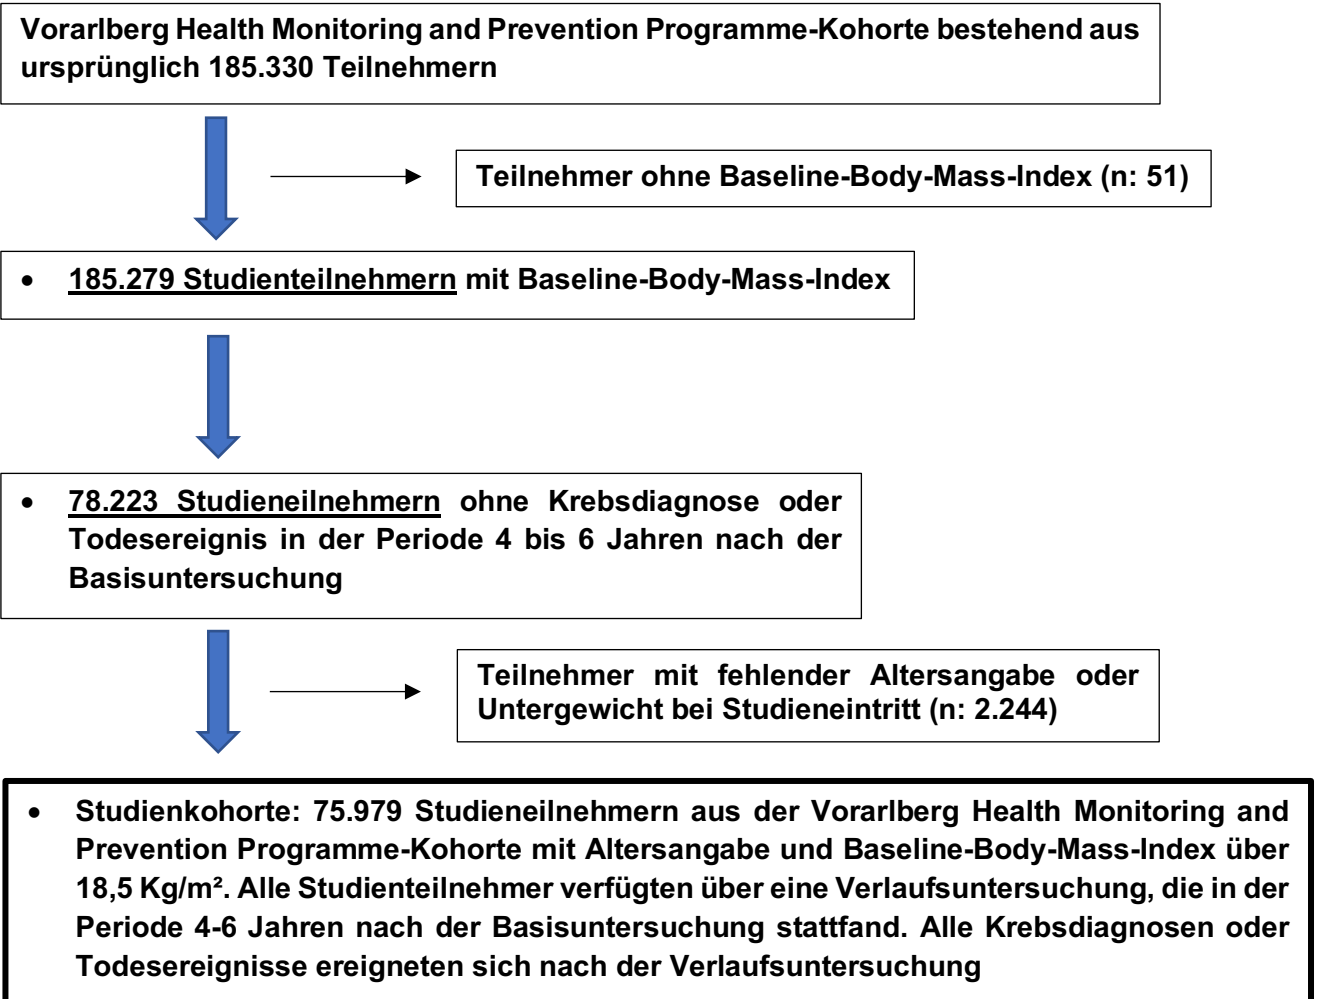 Vorarlberg Health Monitoring and Prevention Programme-Kohorte bestehend aus
ursprünglich 185.330 Teilnehmern
Teilnehmer ohne Baseline-Body-Mass-Index (n: 51)
• 185.279 Studienteilnehmern mit Baseline-Body-Mass-Index
• 78.223 Studieneilnehmern ohne Krebsdiagnose oder
Todesereignis in der Periode 4 bis 6 Jahren nach der
Basisuntersuchung
Teilnehmer mit fehlender Altersangabe oder
Untergewicht bei Studieneintritt (n: 2.244)
• Studienkohorte: 75.979 Studieneilnehmern aus der Vorarlberg Health Monitoring and
Prevention Programme-Kohorte mit Altersangabe und Baseline-Body-Mass-Index über
18,5 Kg/m². Alle Studienteilnehmer verfügten über eine Verlaufsuntersuchung, die in der
Periode 4-6 Jahren nach der Basisuntersuchung stattfand. Alle Krebsdiagnosen oder
Todesereignisse ereigneten sich nach der Verlaufsuntersuchung